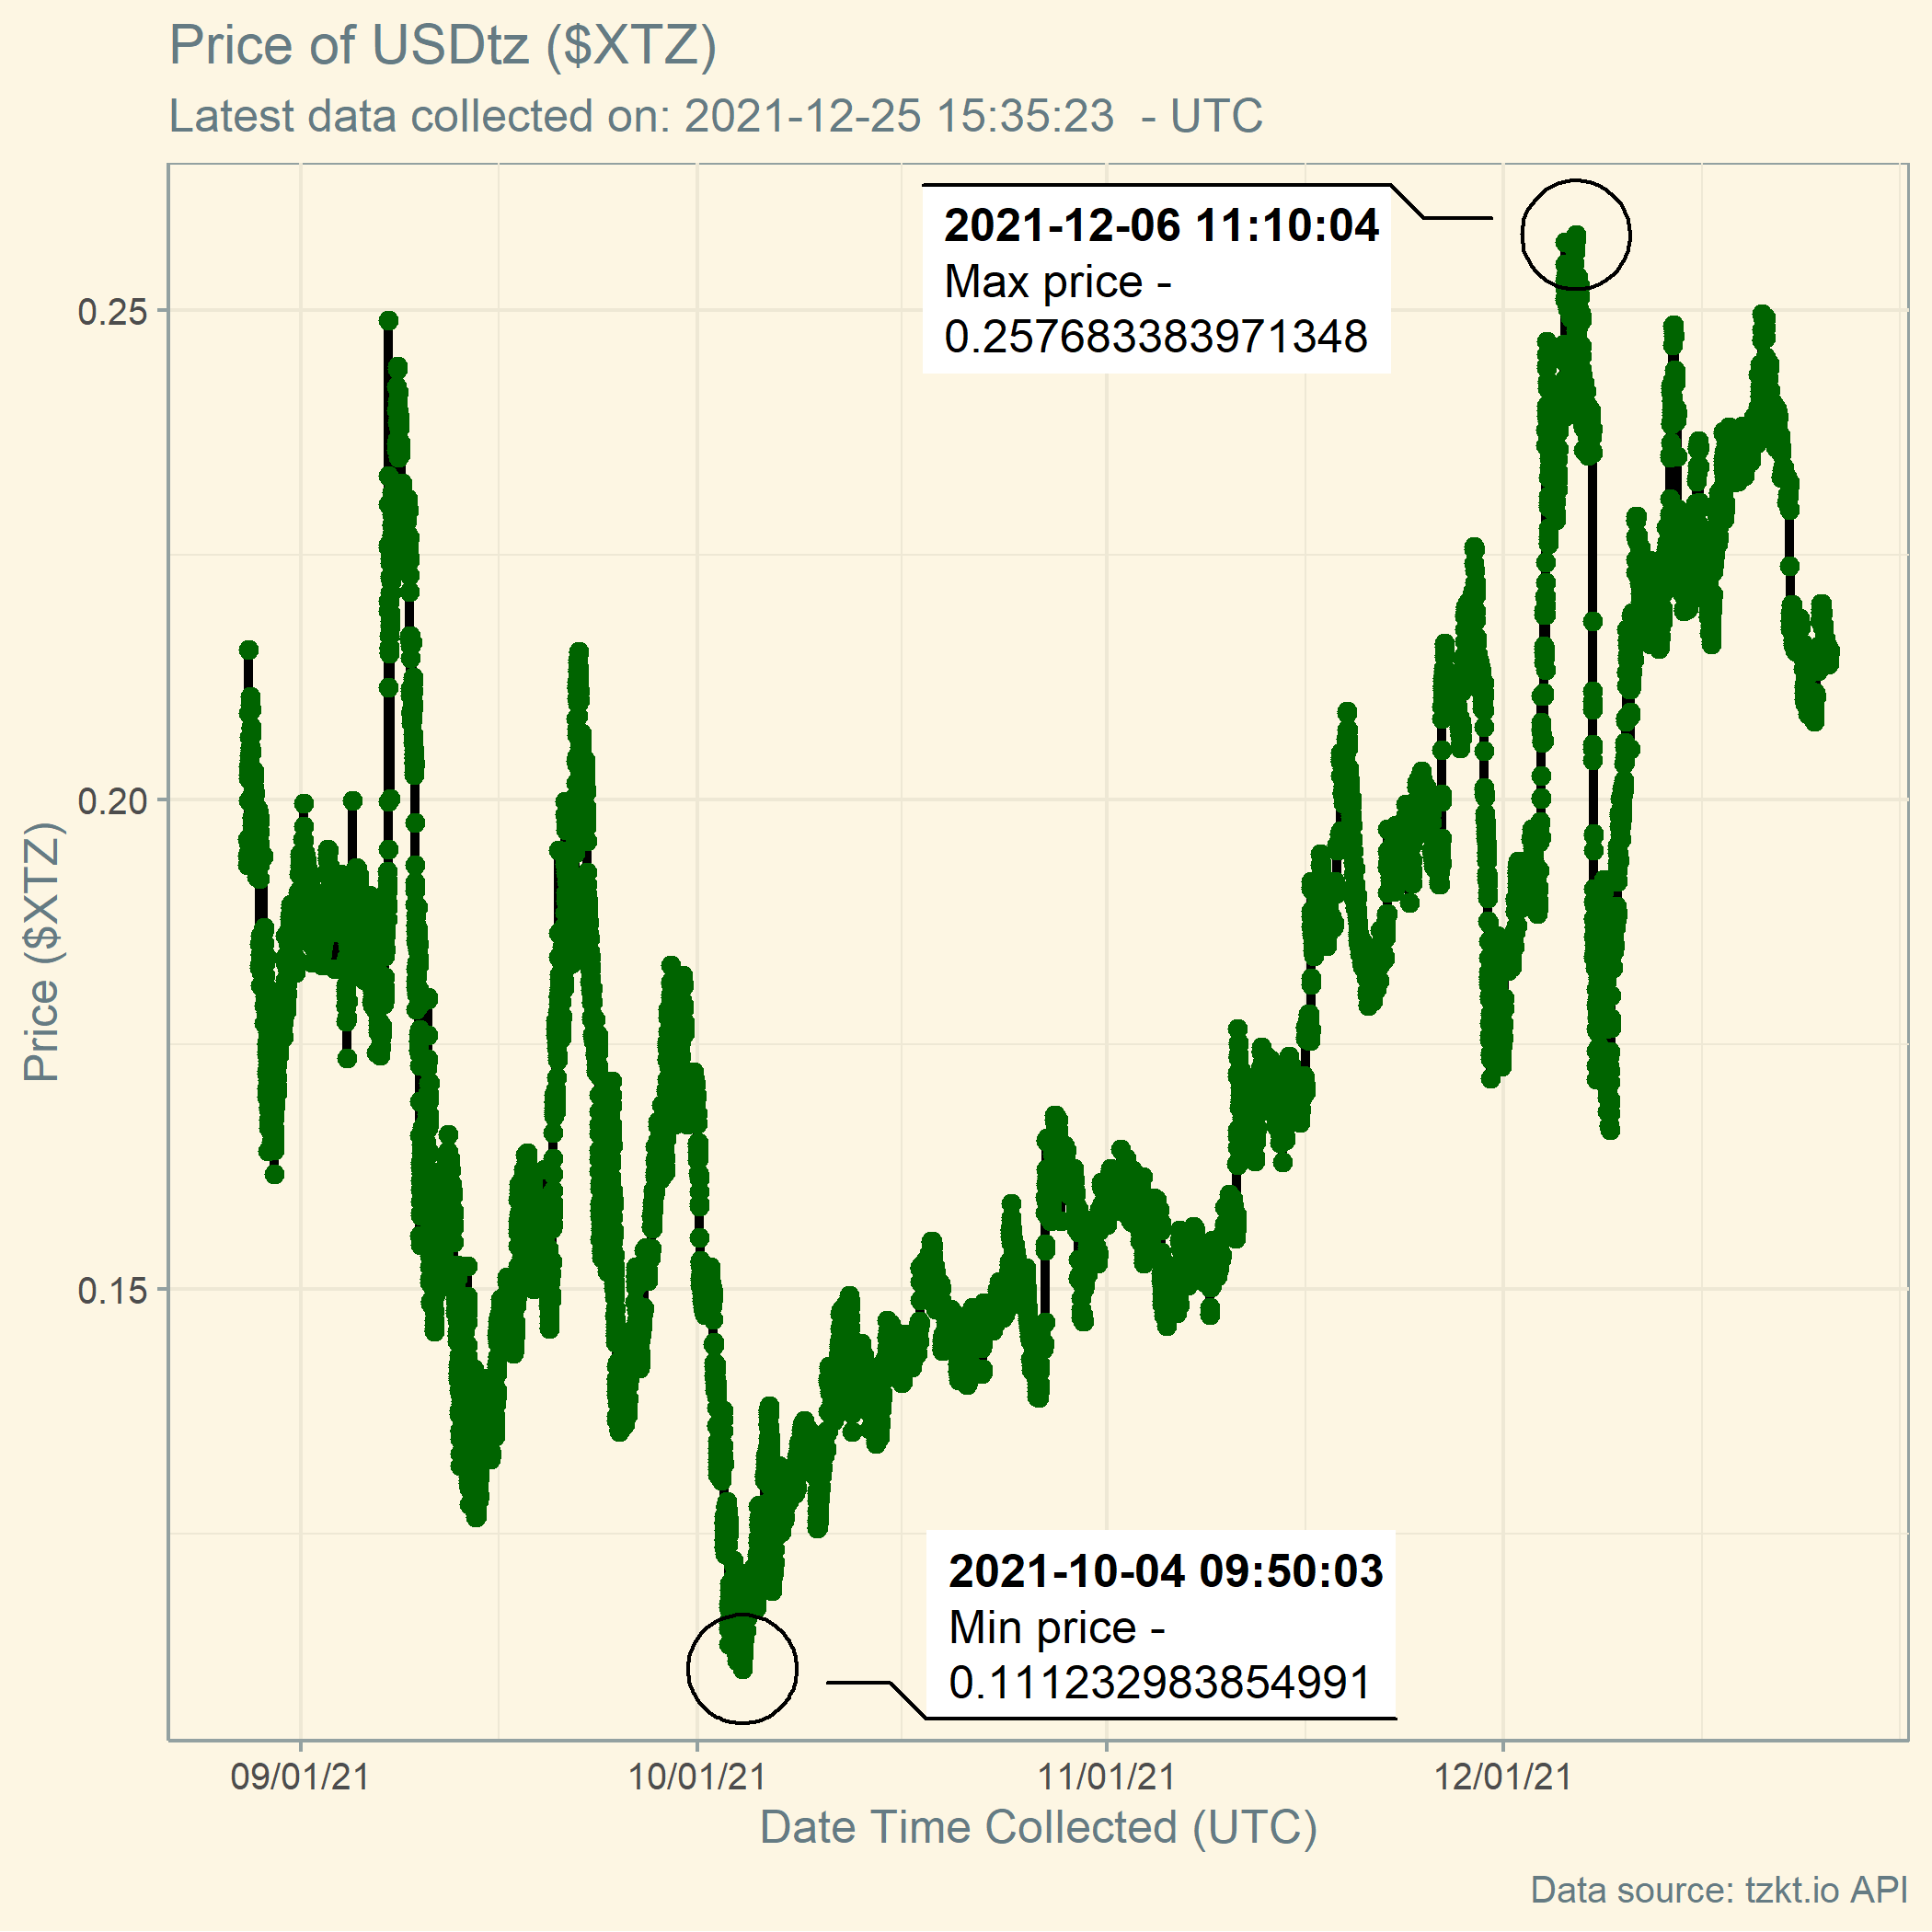 Price of USDtz ($XTZ)
Latest data collected on: 2021-12-25 15:35:23  - UTC
2021-12-06 11:10:04
Max price -
0.257683383971348
0.25
0.20
0.15
Price ($XTZ)
2021-10-04 09:50:03
Min price -
0.111232983854991
09/01/21
10/01/21
11/01/21
12/01/21
Date Time Collected (UTC)
Data source: tzkt.io API